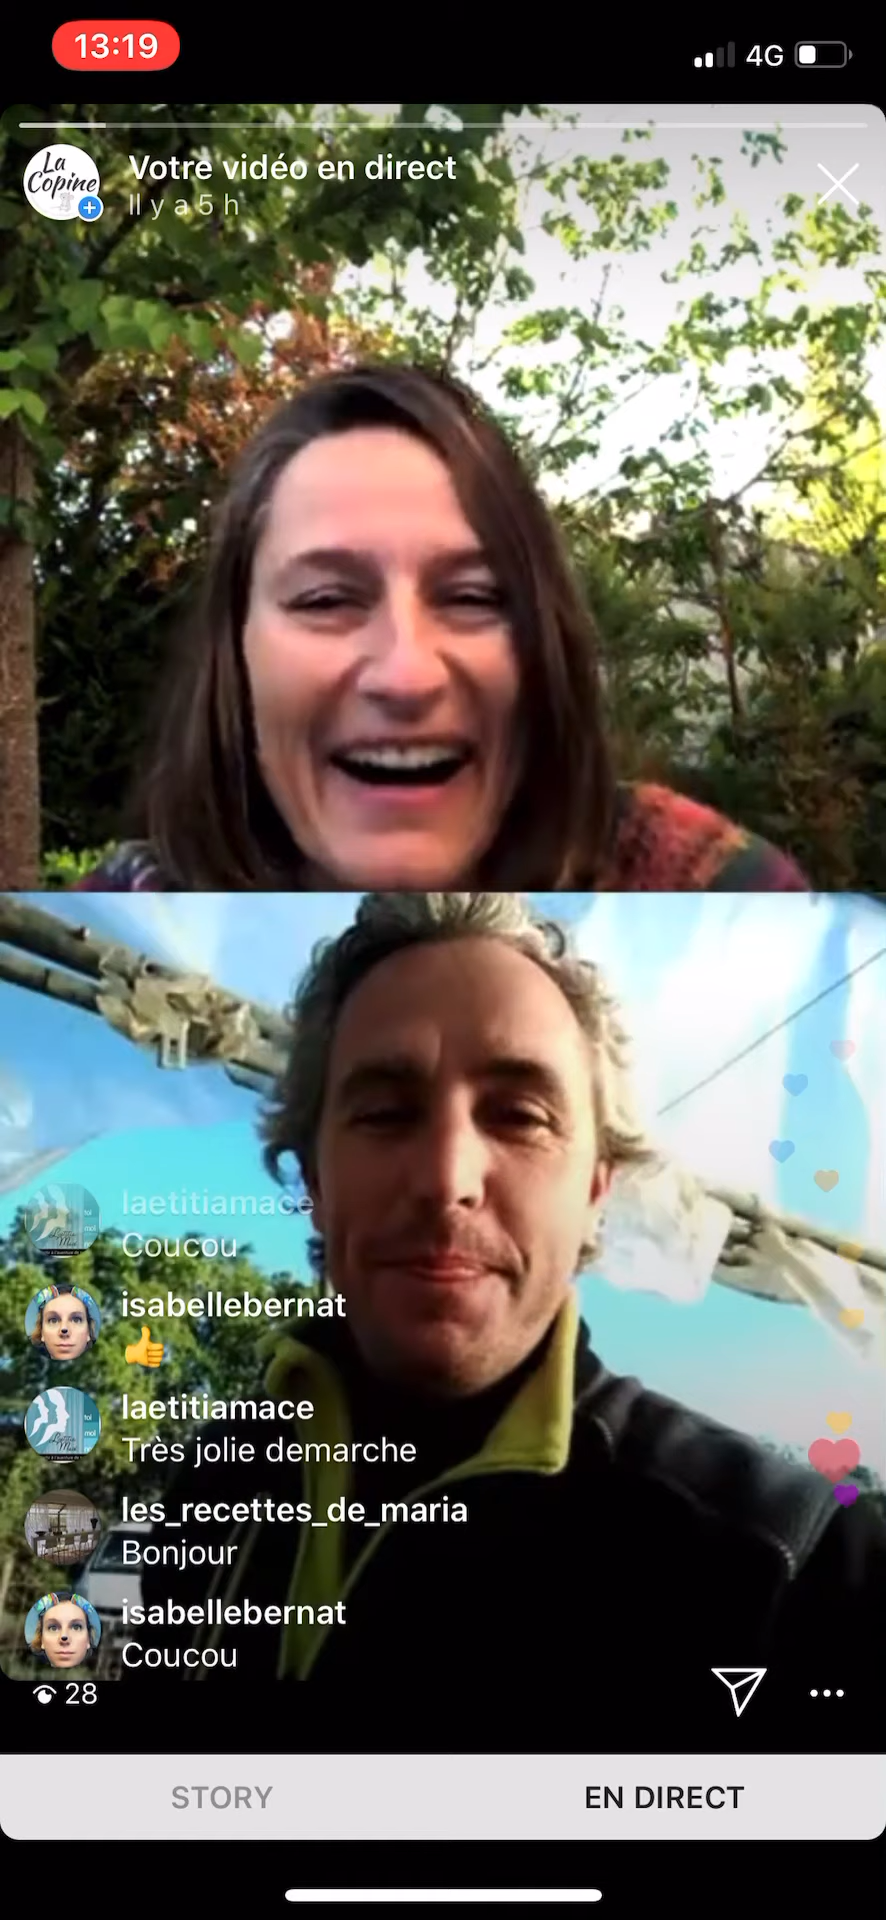 13:19
4G
La
Copine
Votre vidéo en direct
Il y a 5 h
laetitiamace
Coucou
isabellebernat
laetitiamace
Très jolie demarche
les_recettes_de_maria
Bonjour
isabellebernat
Coucou
28
STORY
EN DIRECT